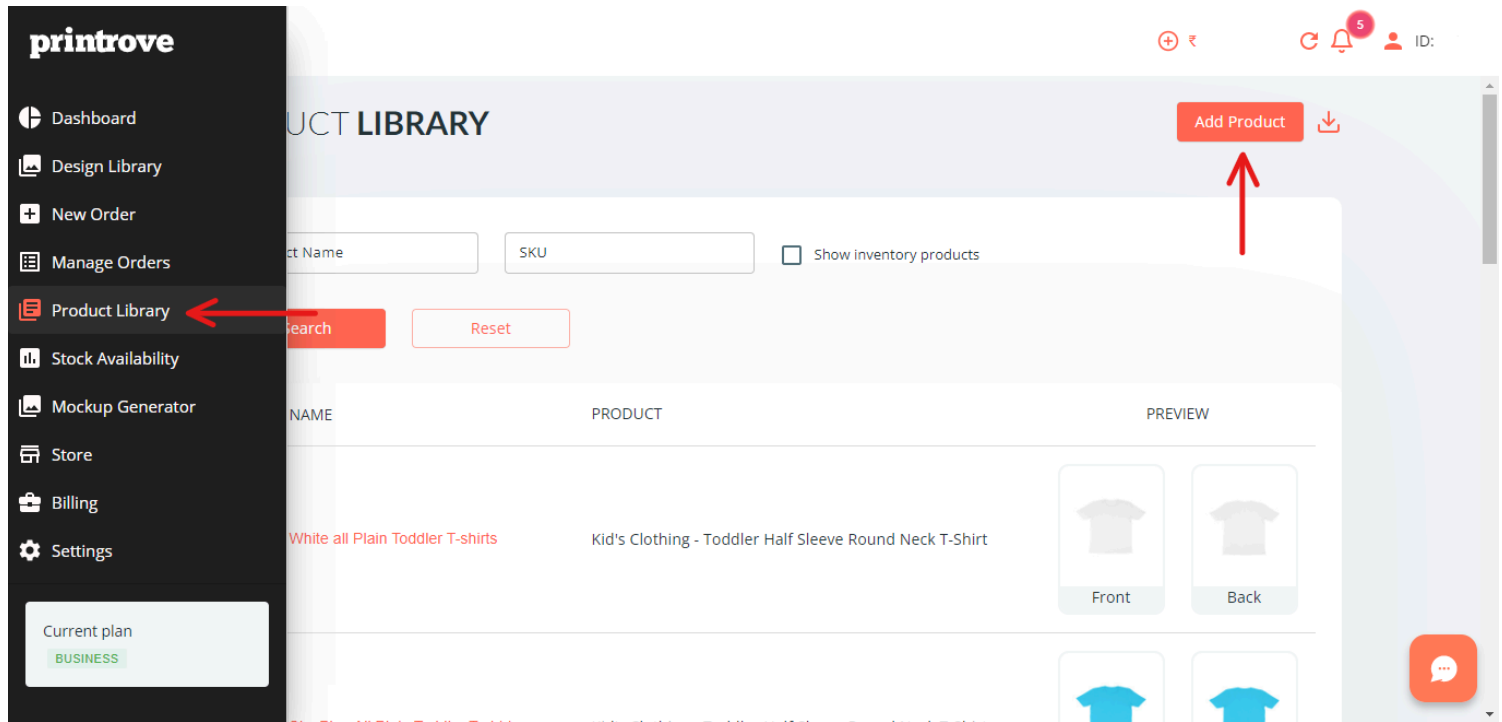 printrove
5
₹
ID:
Dashboard
Design Library
New Order
Manage Orders
Product Library
Stock Availability
Mockup Generator
Store
Billing
Settings
Current plan
BUSINESS
UCT LIBRARY
Add Product
ct Name
SKU
Show inventory products
Search
Reset
NAME
PRODUCT
PREVIEW
White all Plain Toddler T-shirts
Kid's Clothing - Toddler Half Sleeve Round Neck T-Shirt
Front
Back